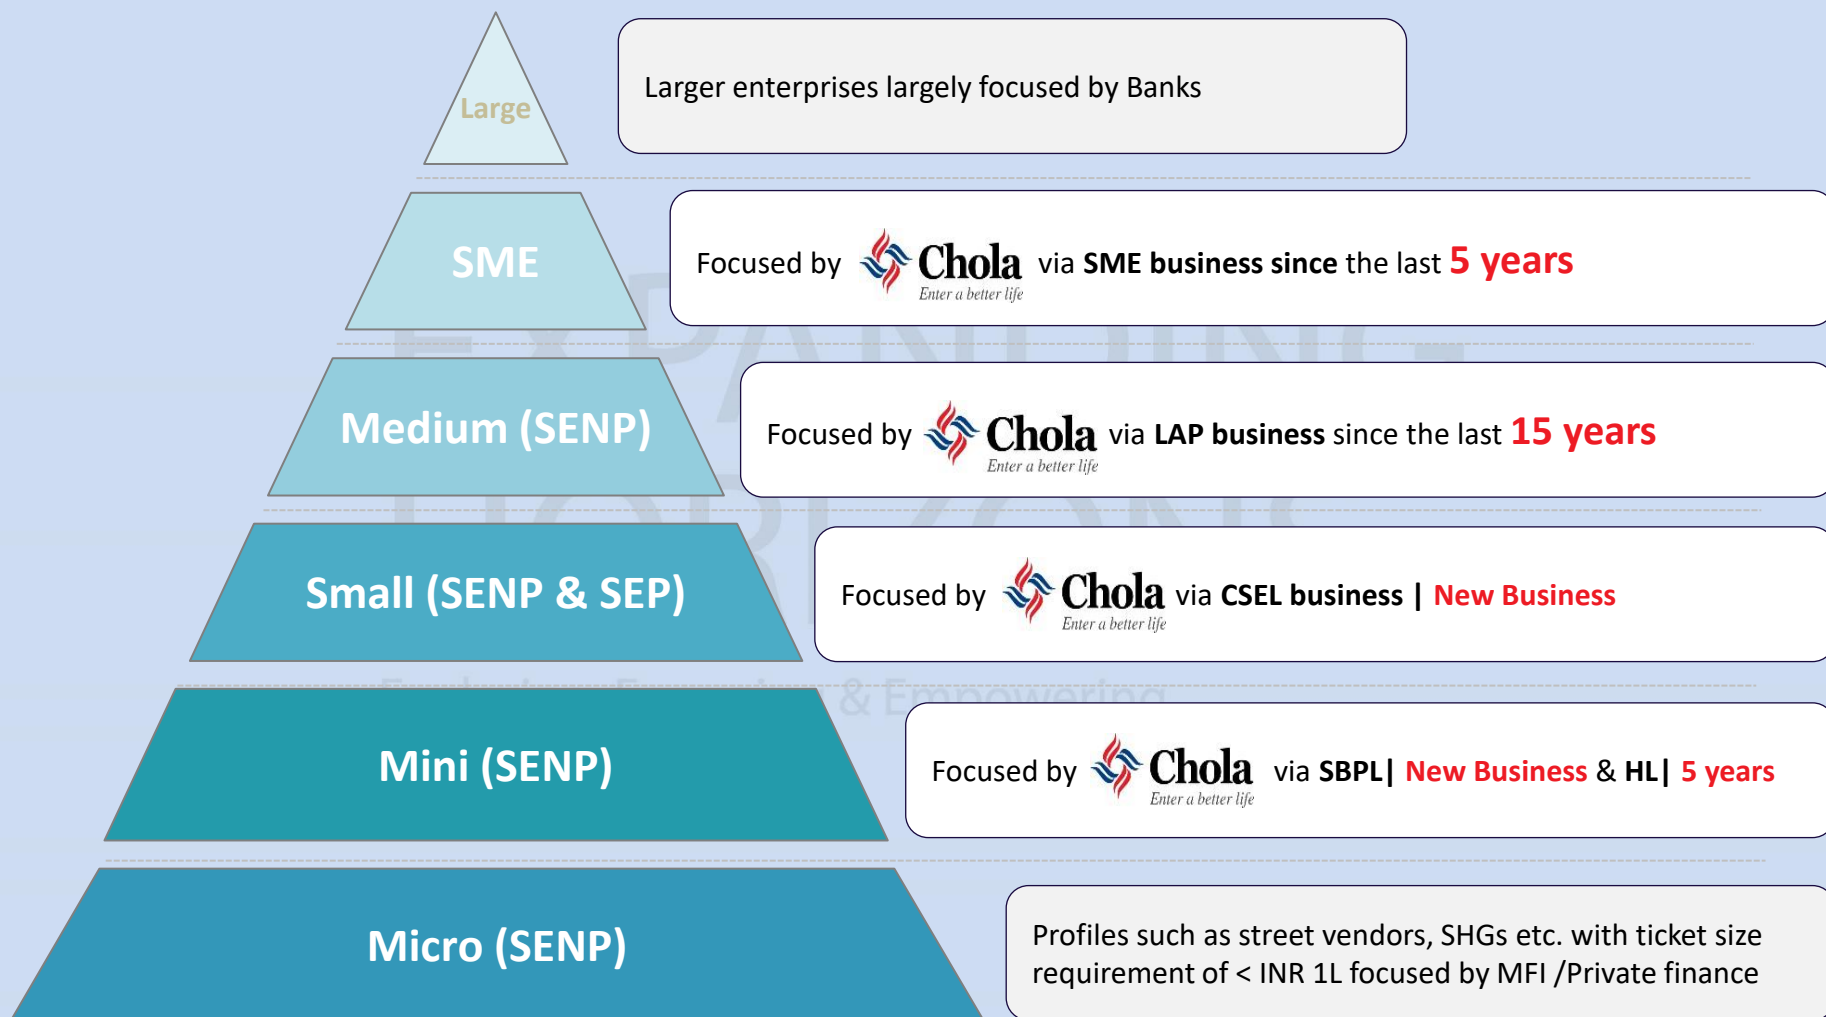 Large
Larger enterprises largely focused by Banks
SME
Focused by Chola via SME business since the last 5 years
Enter a better life
EXPANDING
Medium (SENP)
Focused by Chola via LAP business since the last 15 years
Enter a better life
HORIZONS
Small (SENP & SEP)
Focused by Chola via CSEL business | New Business
Enter a better life
& Empowering
Mini (SENP)
Focused by Chola via SBPL| New Business & HL| 5 years
Enter a better life
Micro (SENP)
Profiles such as street vendors, SHGs etc. with ticket size
requirement of < INR 1L focused by MFI /Private finance